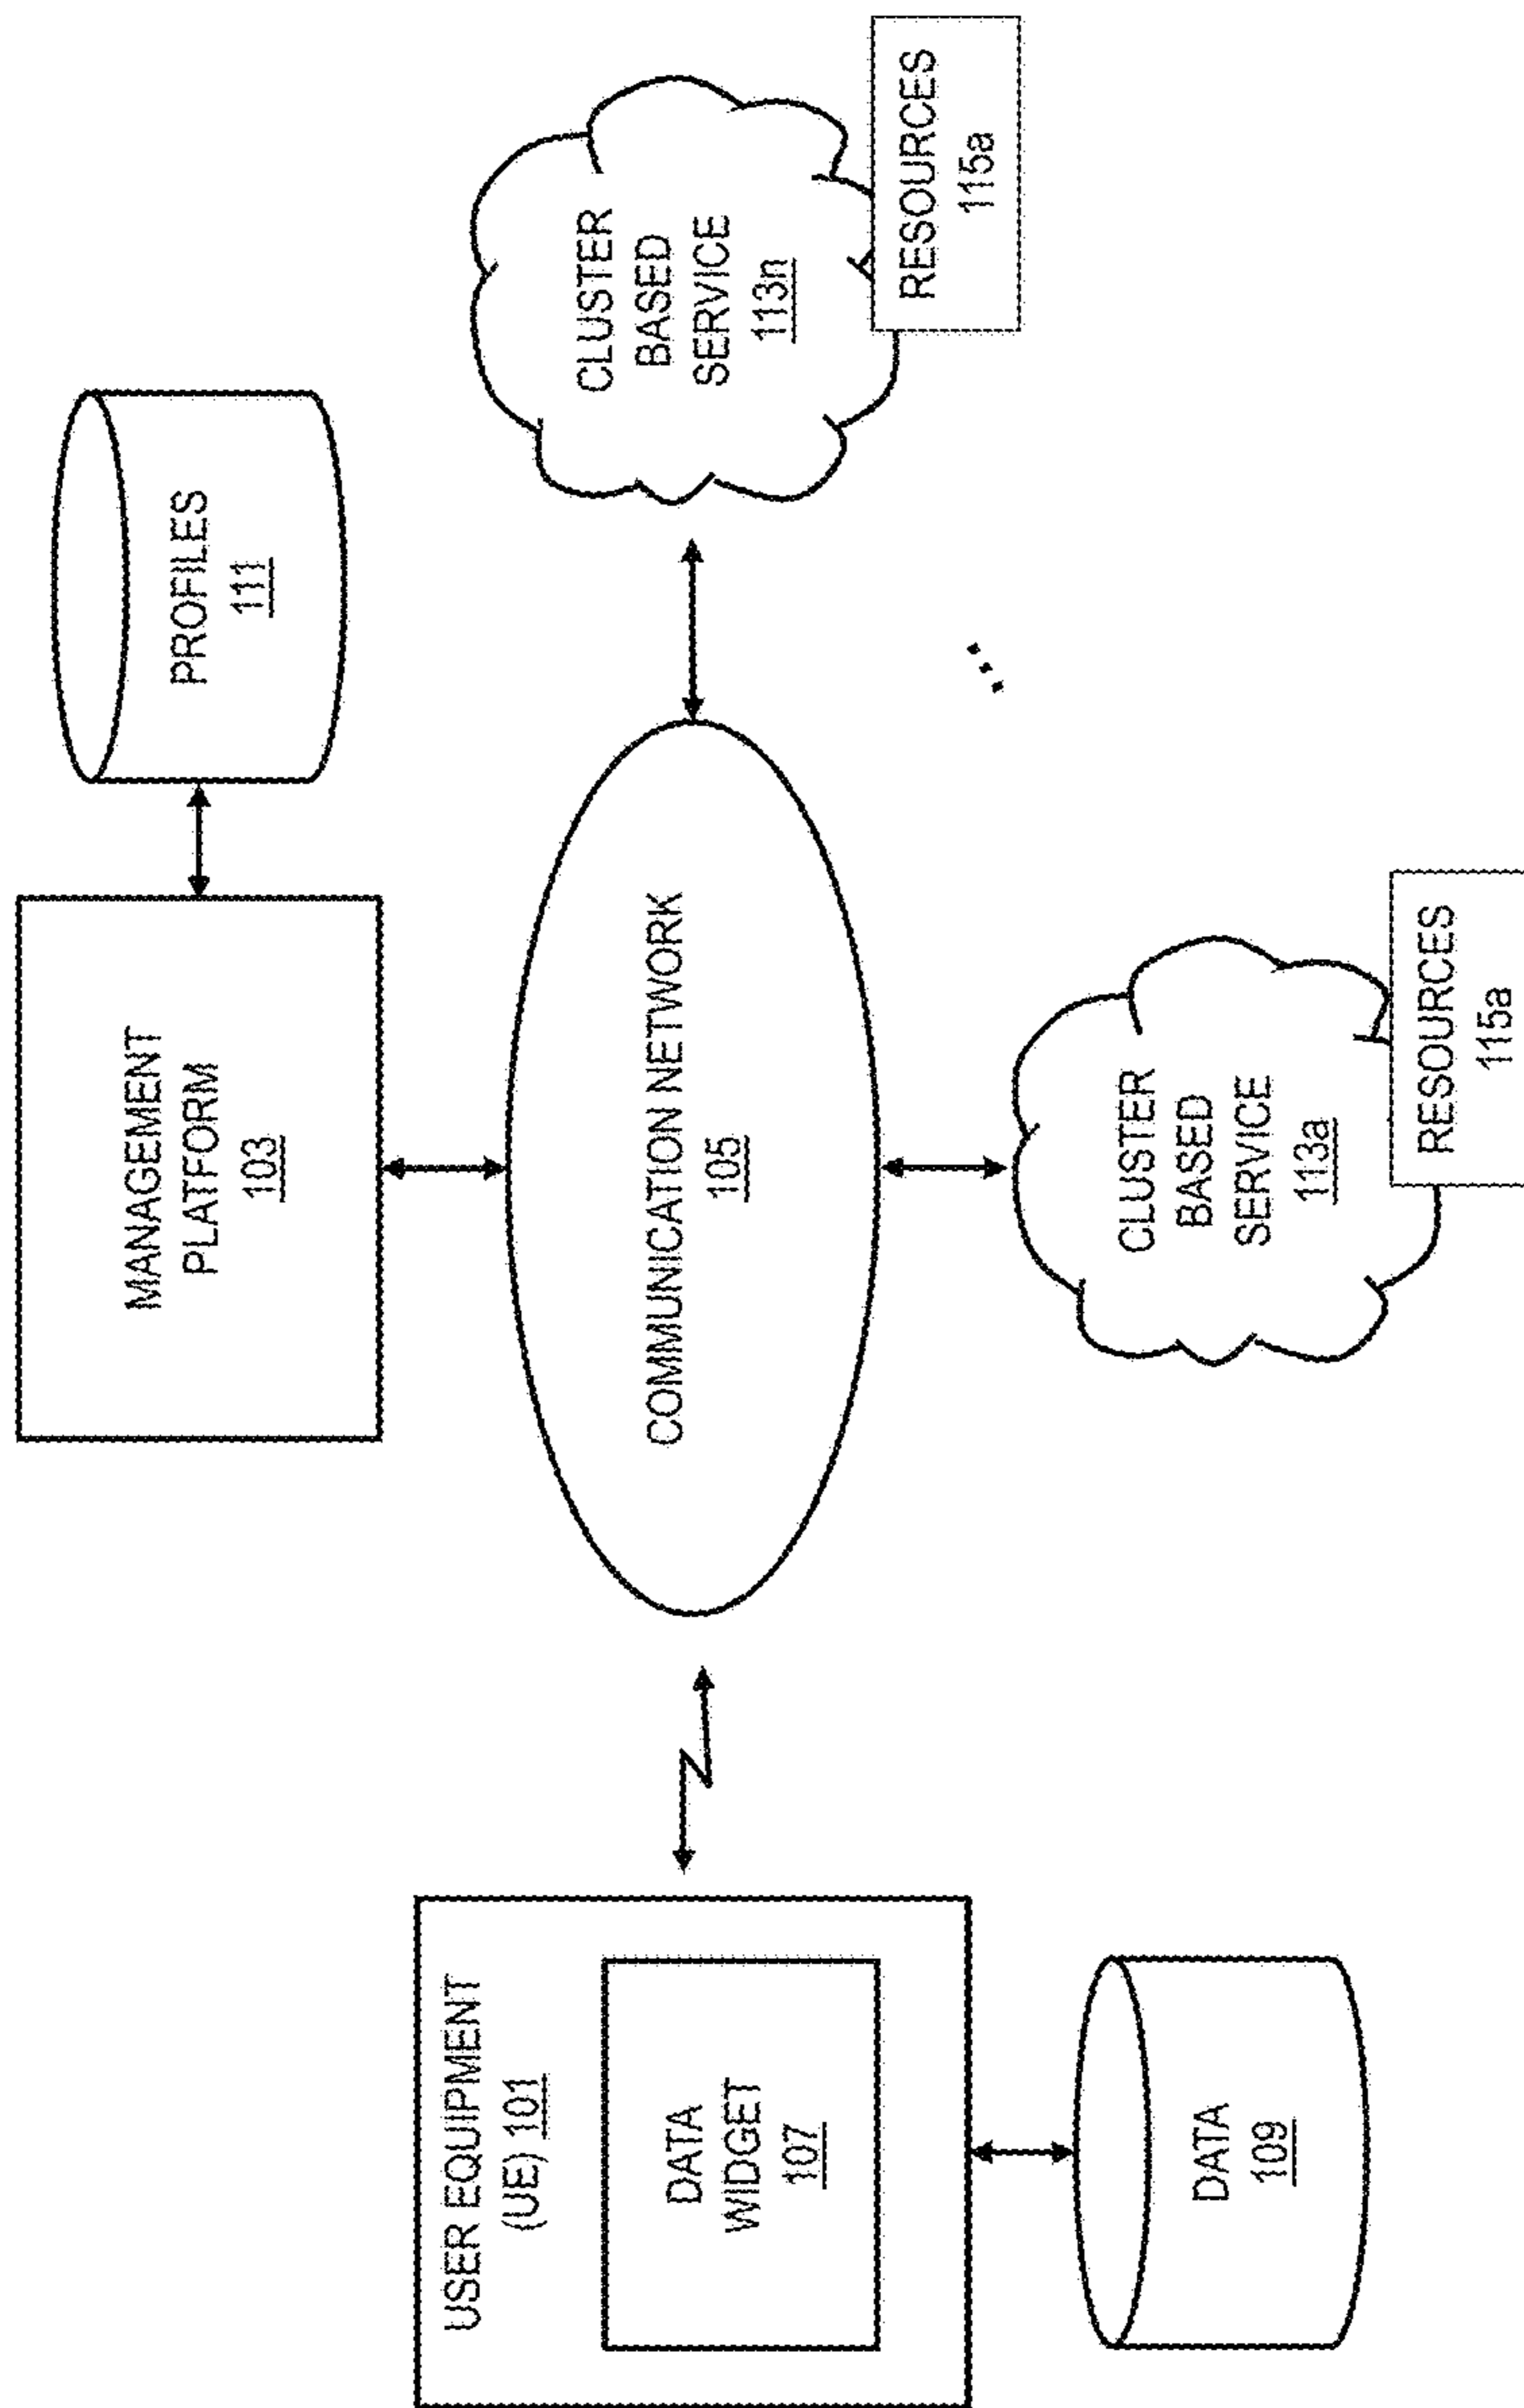 MANAGEMENT
PLATFORM
103
PROFILES
111
USER EQUIPMENT
(UE) 101
DATA
WIDGET
107
COMMUNICATION NETWORK
105
CLUSTER
BASED
SERVICE
113n
RESOURCES
115a
DATA
109
CLUSTER
BASED
SERVICE
113a
RESOURCES
115a